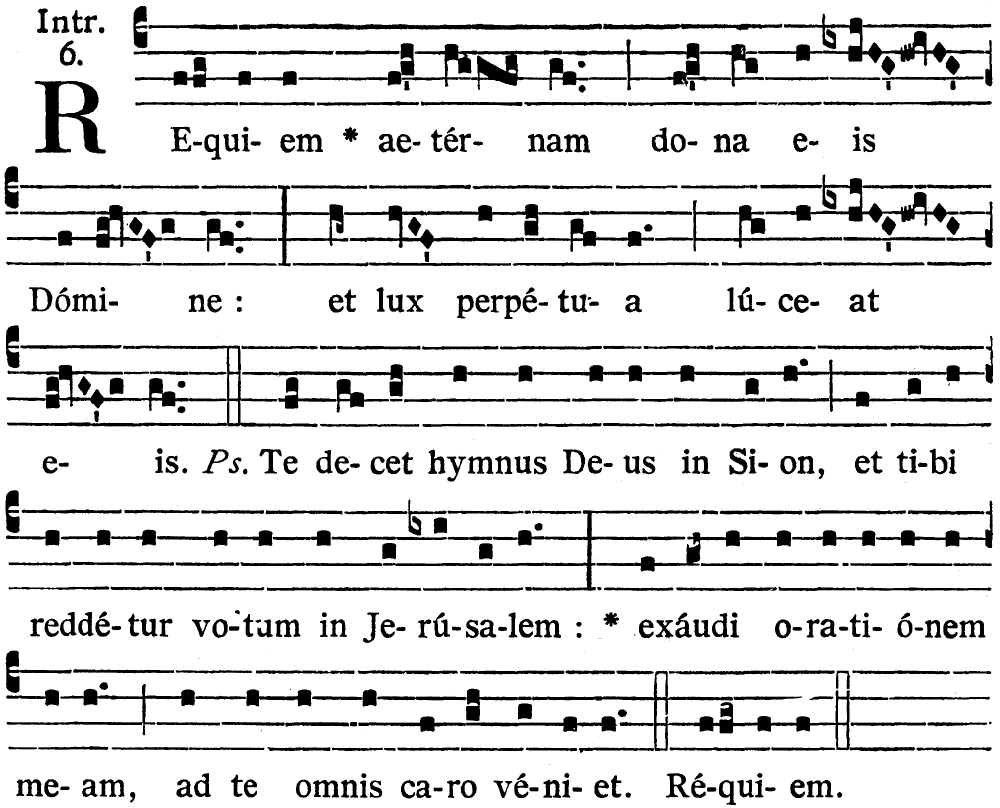 Intr.
6.
RE-qui- em * ae- tér- nam do- na e- is
Dómi- ne : et lux perpé- tu- a lú- ce- at
e- is. Ps. Te de- cet hymnus De- us in Si- on, et ti-bi
reddé- tur vo-tum in Je- rú-sa-lem : * exáudi o-ra-ti- ó-nem
me- am, ad te omnis ca-ro vé-ni- et. Ré-qui- em.